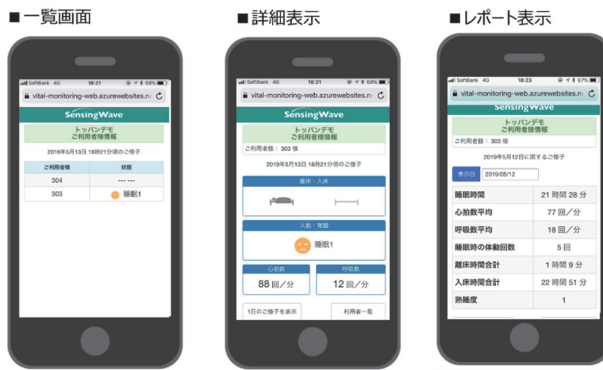 ■一覧画面
SoftBank 4G 18:21 68%
vital-monitoring-web.azurewebsites.n
SensingWave
トッパンデモ
ご利用者様情報
2019年5月13日 18時21分頃のご様子
ご利用者様 状態
304 --- ---
303 睡眠1
■詳細表示
SoftBank 4G 18:21 68%
vital-monitoring-web.azurewebsites.n
SensingWave
トッパンデモ
ご利用者様情報
ご利用者様： 303 様
2019年5月13日 18時21分頃のご様子
離床・入床
入眠・覚醒
睡眠1
心拍数 呼吸数
88 回／分 12 回／分
1日のご様子を表示 利用者一覧
■レポート表示
SoftBank 4G 18:23 67%
vital-monitoring-web.azurewebsites.n
SensingWave
トッパンデモ
ご利用者様情報
ご利用者様： 303 様
2019年5月12日に関するご様子
表示日 2019/05/12
睡眠時間 21 時間 28 分
心拍数平均 77 回／分
呼吸数平均 18 回／分
睡眠時の体動回数 5 回
離床時間合計 1 時間 9 分
入床時間合計 22 時間 51 分
熟睡度 1